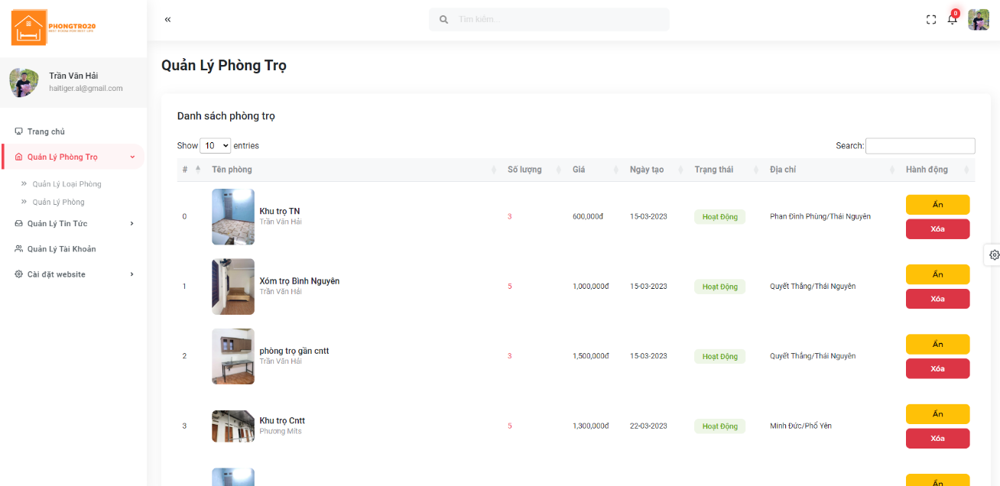 PHONGTRO20
Tìm kiếm...
0
Trần Văn Hải
haitiger.al@gmail.com
Trang chủ
Quản Lý Phòng Trọ
Quản Lý Loại Phòng
Quản Lý Phòng
Quản Lý Tin Tức
Quản Lý Tài Khoản
Cài đặt website
Quản Lý Phòng Trọ
Danh sách phòng trọ
Show 10 entries
Search:
# Tên phòng Số lượng Giá Ngày tạo Trạng thái Địa chỉ Hành động
0 Khu trọ TN 3 600,000đ 15-03-2023 Hoạt Động Phan Đình Phùng/Thái Nguyên Ẩn
Trần Văn Hải Xóa
1 Xóm trọ Bình Nguyên 5 1,000,000đ 15-03-2023 Hoạt Động Quyết Thắng/Thái Nguyên Ẩn
Trần Văn Hải Xóa
2 phòng trọ gần cntt 3 1,500,000đ 15-03-2023 Hoạt Động Quyết Thắng/Thái Nguyên Ẩn
Trần Văn Hải Xóa
3 Khu trọ Cntt 5 1,300,000đ 22-03-2023 Hoạt Động Minh Đức/Phổ Yên Ẩn
Phương Mits Xóa
Ẩn